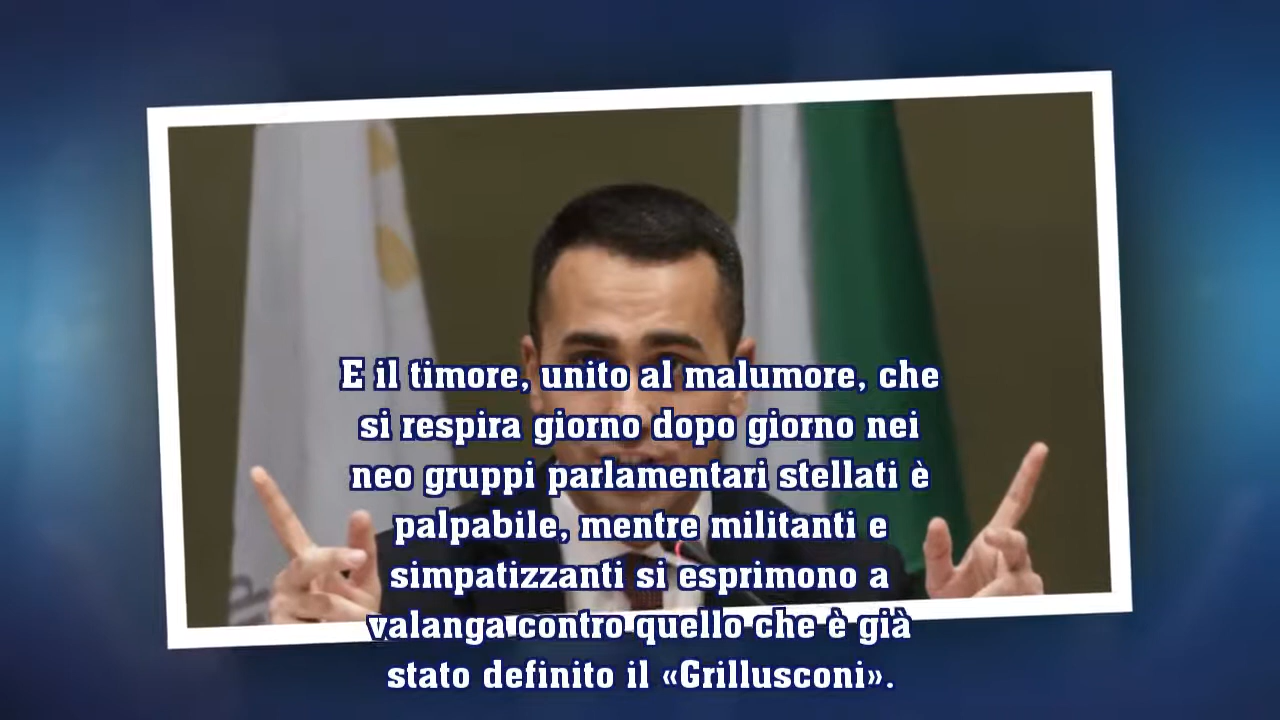 E il timore, unito al malumore, che
si respira giorno dopo giorno nei
neo gruppi parlamentari stellati è
palpabile, mentre militanti e
simpatizzanti si esprimono a
valanga contro quello che è già
stato definito il «Grillusconi».